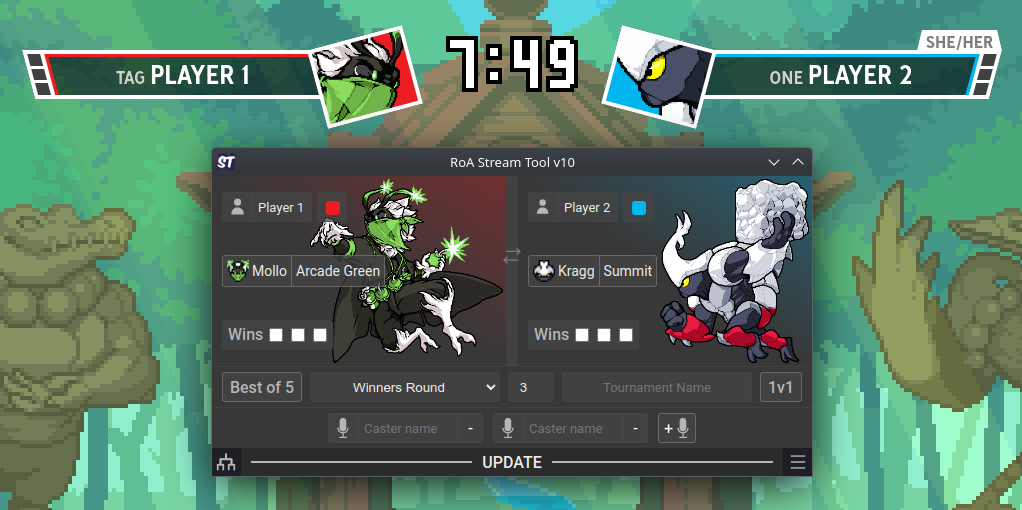 SHE/HER
TAG PLAYER 1
7:49
ONE PLAYER 2
ST
RoA Stream Tool v10
Player 1
Player 2
Mollo Arcade Green
Kragg Summit
Wins
Wins
Best of 5
Winners Round
3
Tournament Name
1v1
Caster name -
Caster name -
+
UPDATE